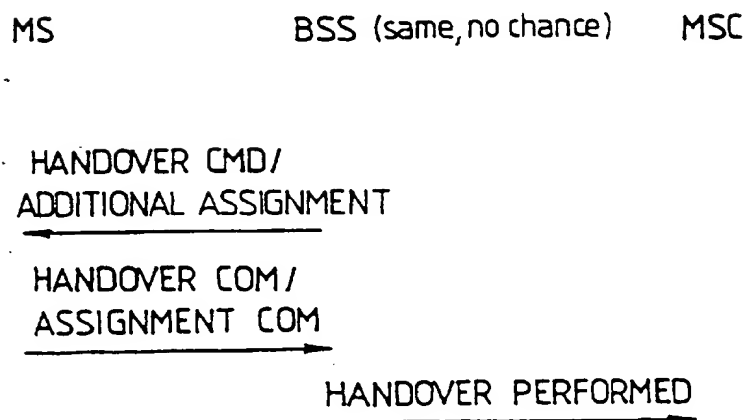 MS BSS (same, no chance) MSC
HANDOVER CMD/
ADDITIONAL ASSIGNMENT
HANDOVER COM/
ASSIGNMENT COM
HANDOVER PERFORMED